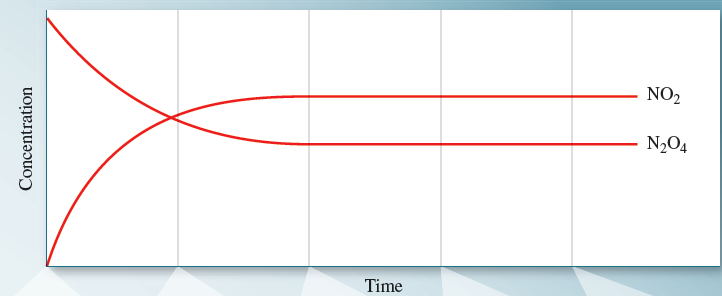 Concentration
NO₂
N₂O₄
Time